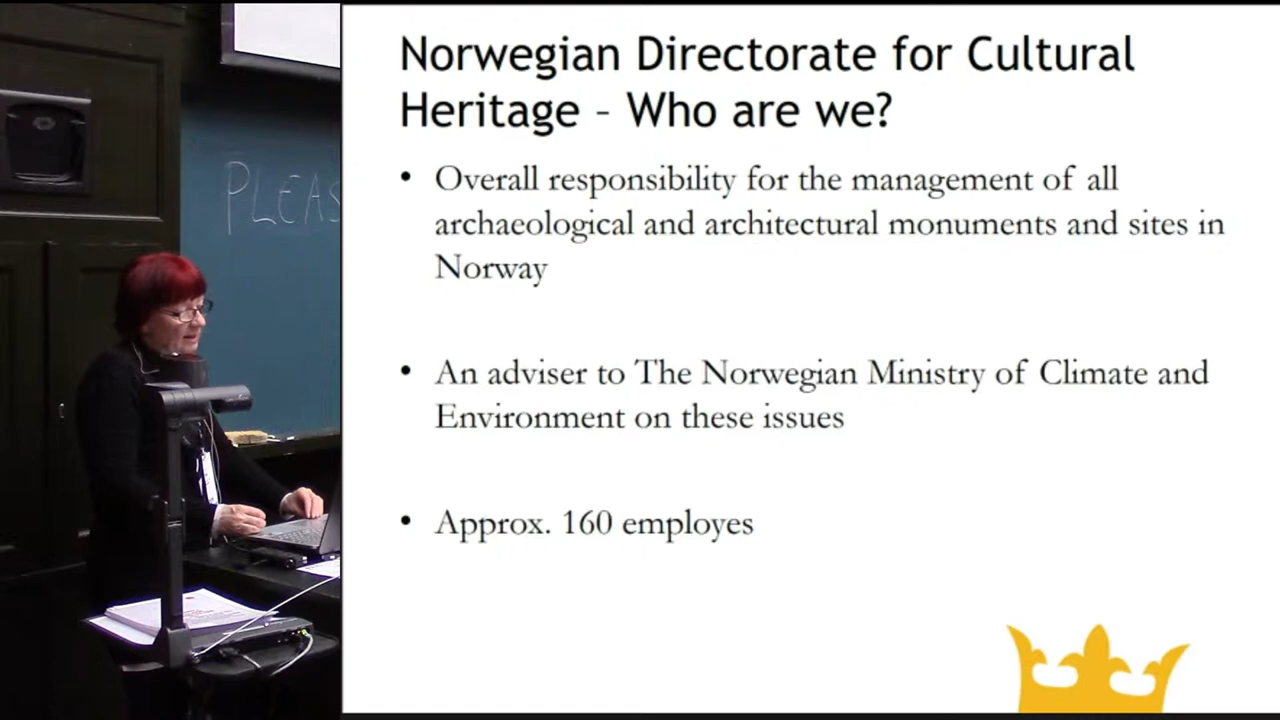 Norwegian Directorate for Cultural
Heritage – Who are we?
• Overall responsibility for the management of all
archaeological and architectural monuments and sites in
Norway
• An adviser to The Norwegian Ministry of Climate and
Environment on these issues
• Approx. 160 employes
PLEAS